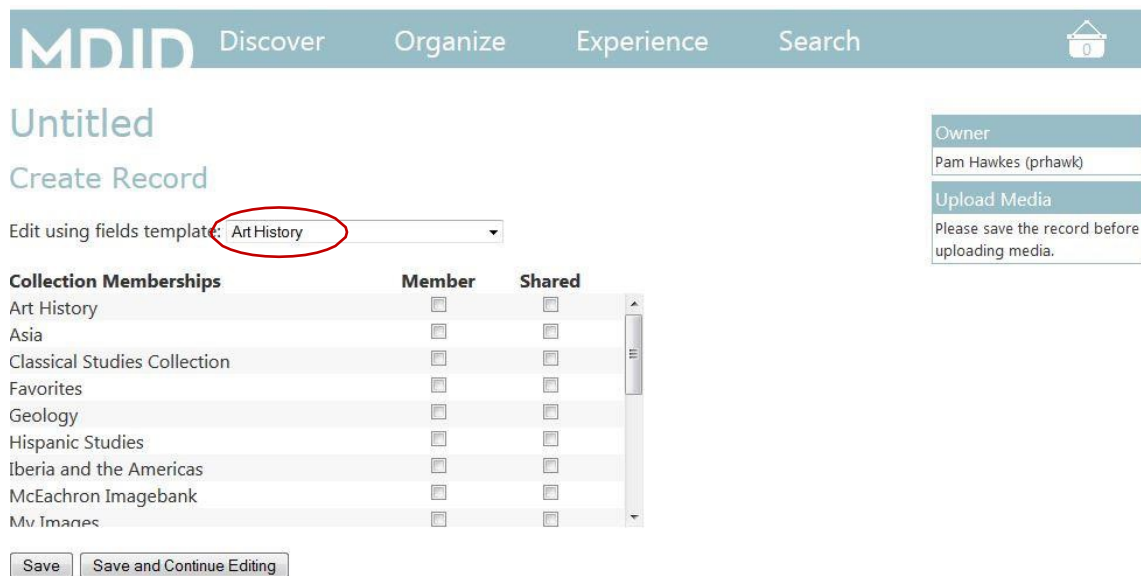 MDID Discover Organize Experience Search 0
Untitled
Create Record
Edit using fields template: Art History
Collection Memberships Member Shared
Art History
Asia
Classical Studies Collection
Favorites
Geology
Hispanic Studies
Iberia and the Americas
McEachron Imagebank
My Images
Save Save and Continue Editing
Owner
Pam Hawkes (prhawk)
Upload Media
Please save the record before
uploading media.